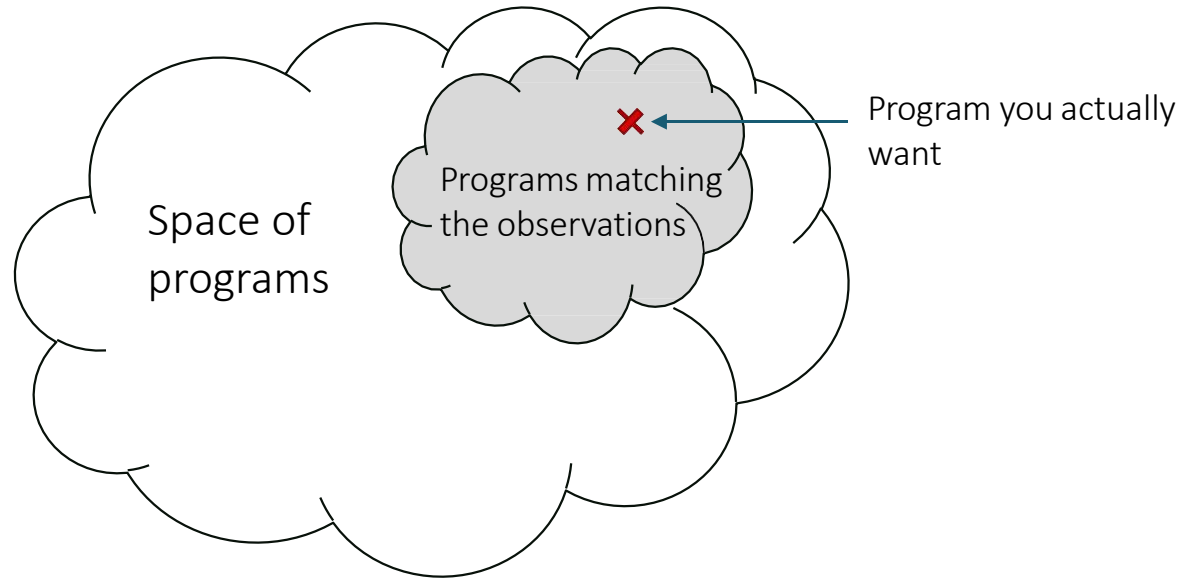 Space of
programs
Programs matching
the observations
Program you actually
want